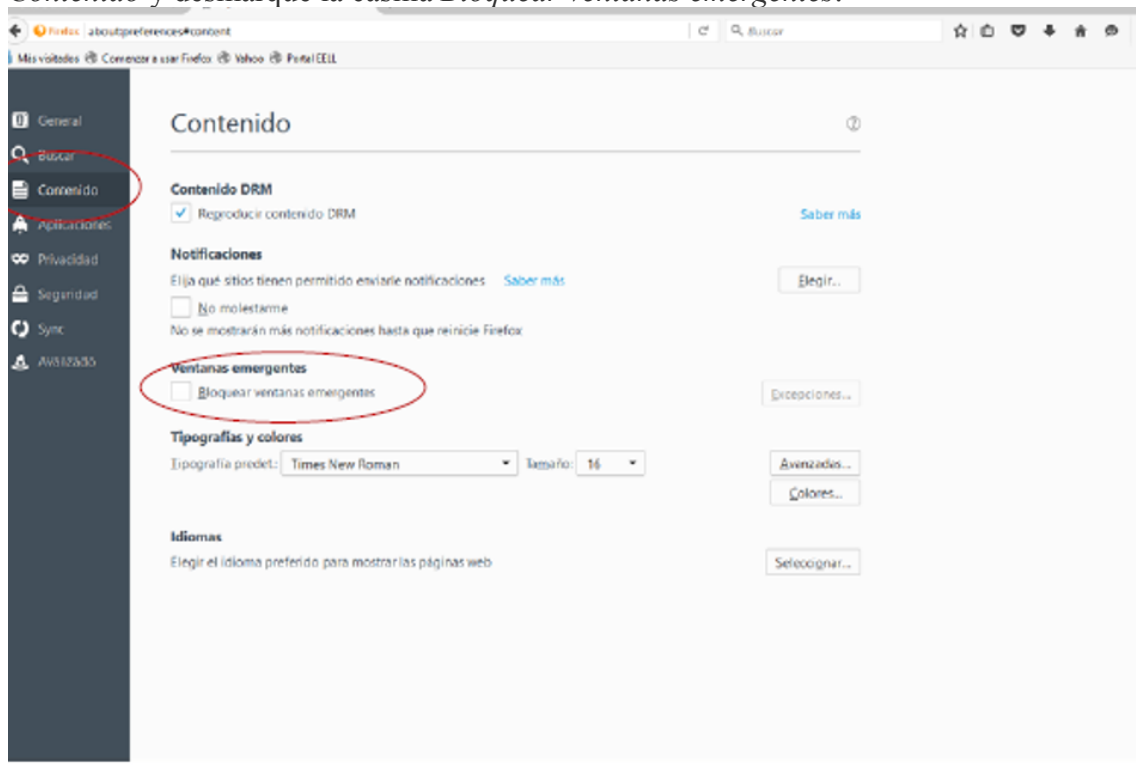 Contenido y desmarque la casilla Bloquear ventanas emergentes.
Firefox about:preferences#content Buscar
Más visitados Comenzar a usar Firefox Yahoo Portal EELL
General
Buscar
Contenido
Aplicaciones
Privacidad
Seguridad
Sync
Avanzado
Contenido
Contenido DRM
Reproducir contenido DRM Saber más
Notificaciones
Elija qué sitios tienen permitido enviarle notificaciones Saber más Elegir...
No molestarme
No se mostrarán más notificaciones hasta que reinicie Firefox
Ventanas emergentes
Bloquear ventanas emergentes Excepciones...
Tipografías y colores
Tipografía predet.: Times New Roman Tamaño: 16 Avanzadas...
Colores...
Idiomas
Elegir el idioma preferido para mostrar las páginas web Seleccionar...